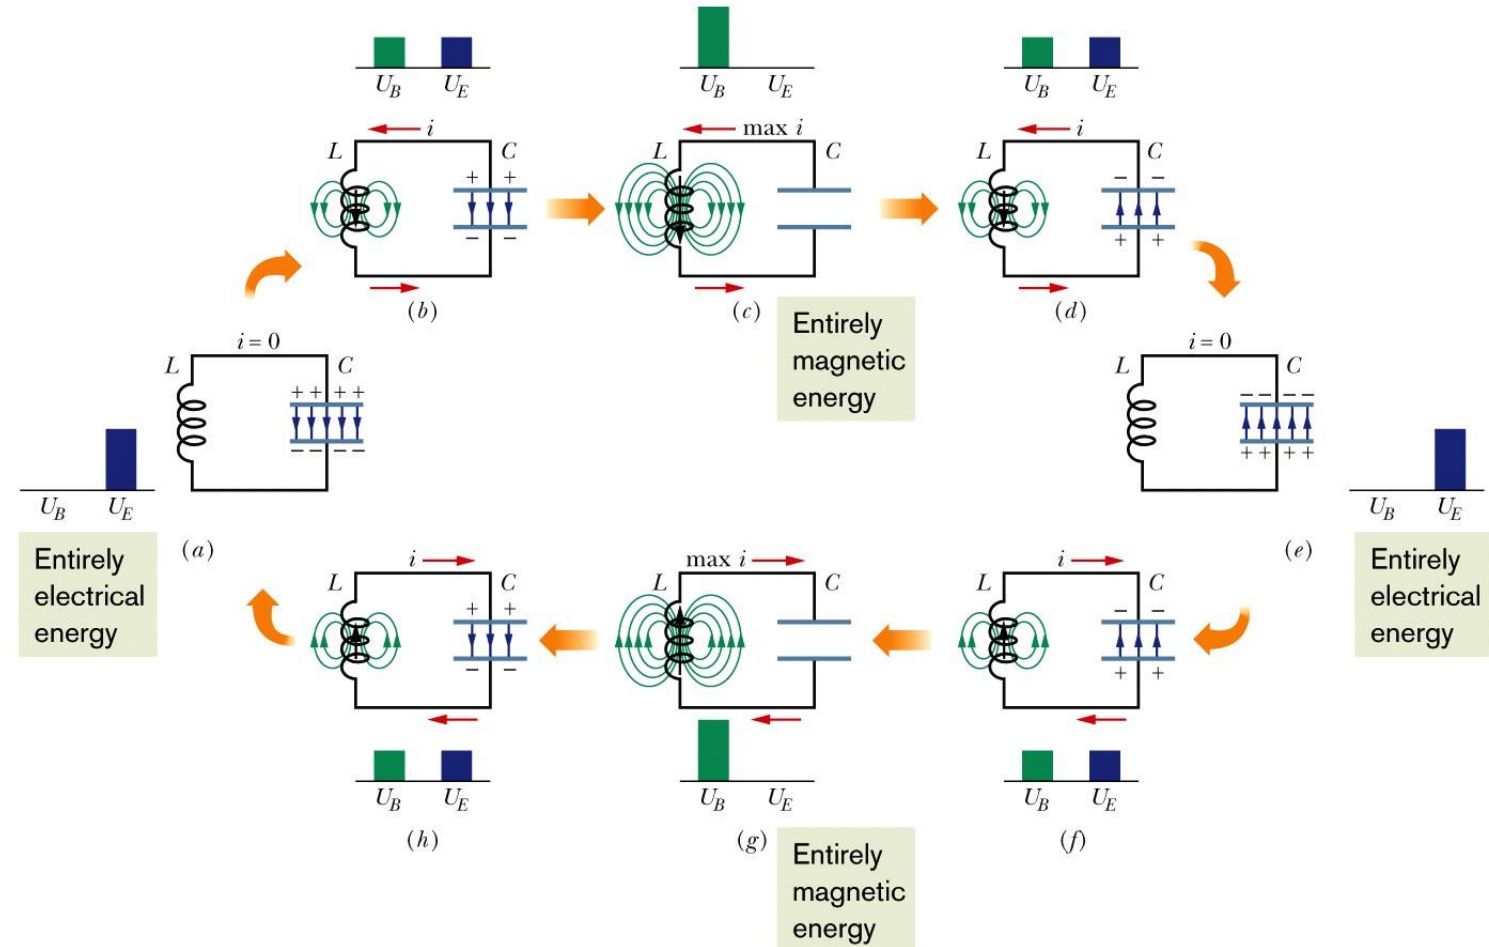 U_B U_E
U_B U_E
U_B U_E
i
max i
i
L C
L C
L C
+ +
− −
− −
− −
+ +
(b)
(c)
(d)
Entirely
magnetic
energy
i = 0
L C
+ + + +
− − − −
U_B U_E
(a)
Entirely
electrical
energy
i = 0
L C
− − − −
+ + + +
U_B U_E
(e)
Entirely
electrical
energy
i
max i
i
L C
L C
L C
+ +
− −
− −
− −
+ +
U_B U_E
U_B U_E
U_B U_E
(h)
(g)
(f)
Entirely
magnetic
energy